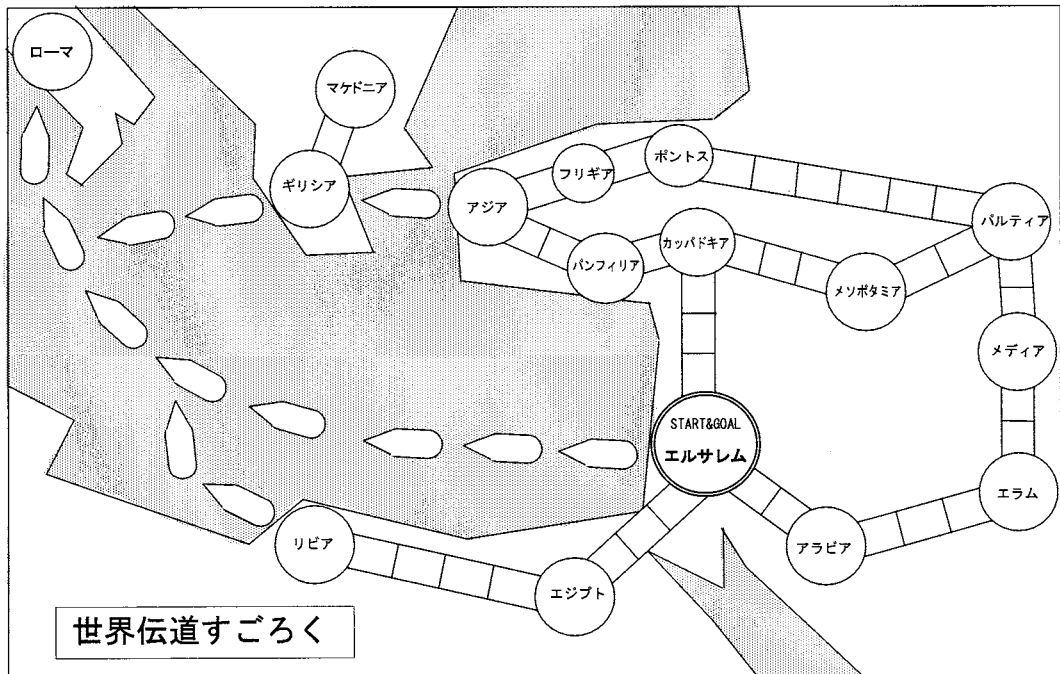 ローマ
マケドニア
ギリシア
アジア
フリギア
ポントス
パンフィリア
カッパドキア
メソポタミア
パルティア
メディア
START&GOAL
エルサレム
エラム
アラビア
リビア
エジプト
世界伝道すごろく